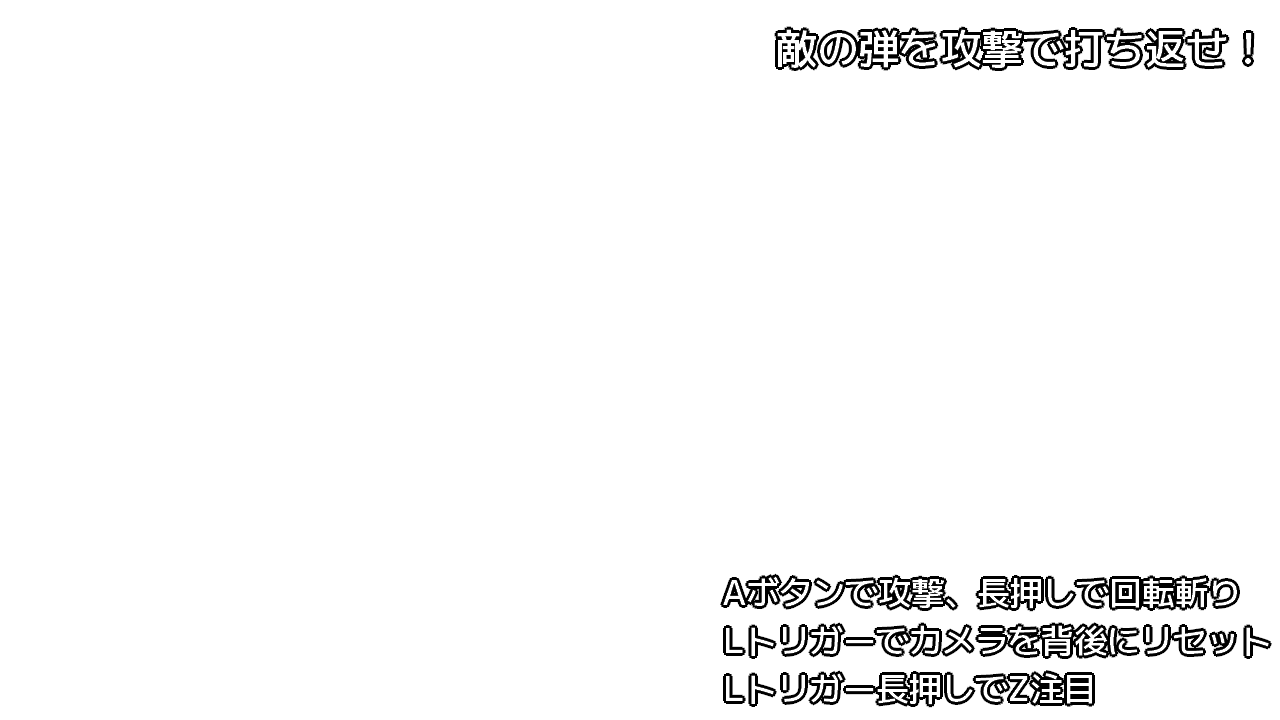 敵の弾を攻撃で打ち返せ！
Aボタンで攻撃、長押しで回転斬り
Lトリガーでカメラを背後にリセット
Lトリガー長押しでZ注目